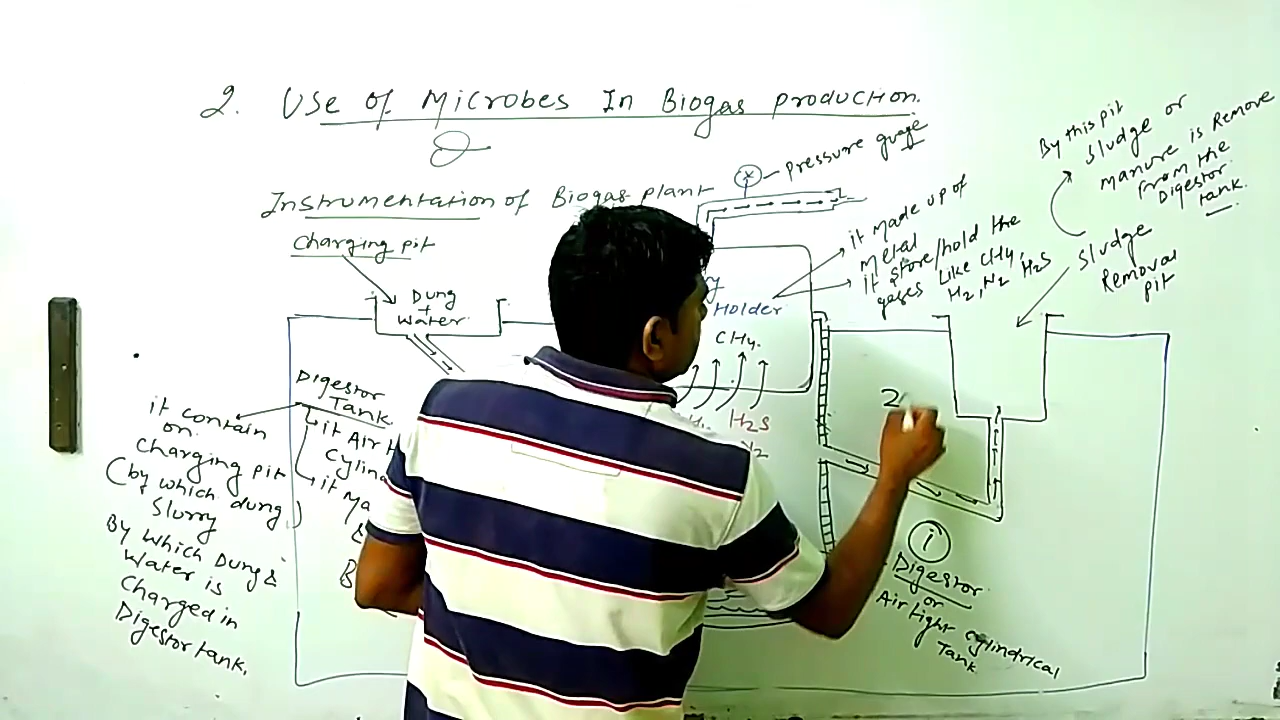 2. Use of Microbes In Biogas production.
Instrumentation of Biogas plant
Charging pit
Dung
+
Water
pressure guage
it made up of
metal
it store/hold the
gases Like CH4,
H2, N2 H2S
By this pit
Sludge or
manure is Remove
From the
Digestor
tank.
Sludge
Removal
pit
Holder
CH4.
H2S
2
Digestor
Tank.
it Air
Cylin
it Ma
it contain
on.
Charging pit
(by which dung
Slurry
By which Dung &
Water is
Charged in
Digestor tank.
i
Digestor
or
Air tight cylindrical
Tank